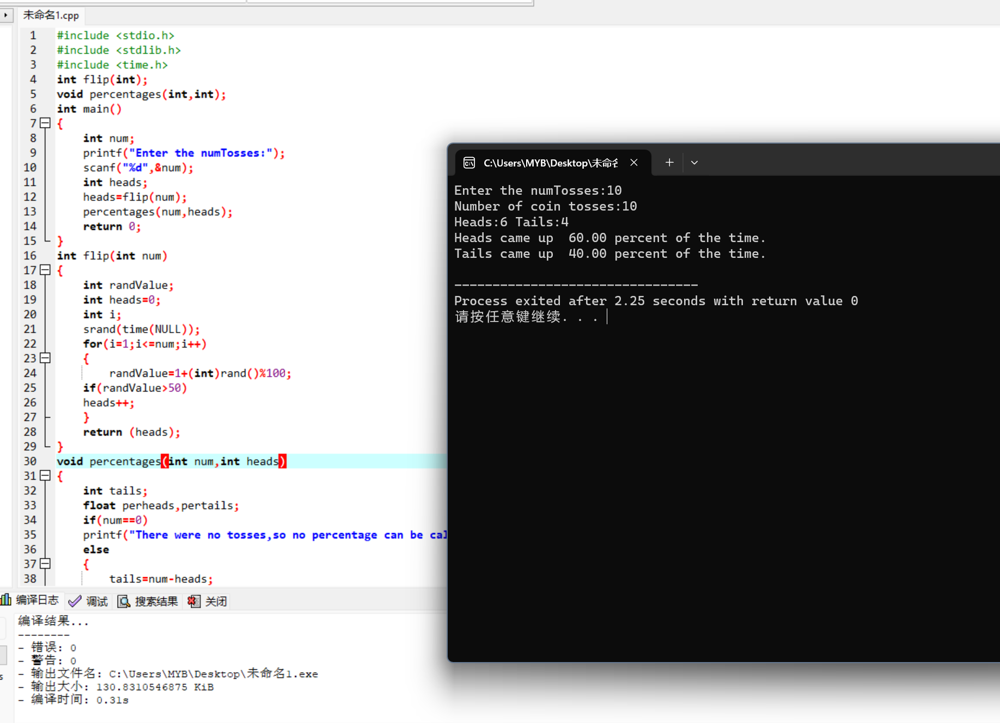 未命名1.cpp
1 #include <stdio.h>
2 #include <stdlib.h>
3 #include <time.h>
4 int flip(int);
5 void percentages(int,int);
6 int main()
7 {
8 int num;
9 printf("Enter the numTosses:");
10 scanf("%d",&num);
11 int heads;
12 heads=flip(num);
13 percentages(num,heads);
14 return 0;
15 }
16 int flip(int num)
17 {
18 int randValue;
19 int heads=0;
20 int i;
21 srand(time(NULL));
22 for(i=1;i<=num;i++)
23 {
24 randValue=1+(int)rand()%100;
25 if(randValue>50)
26 heads++;
27 }
28 return (heads);
29 }
30 void percentages(int num,int heads)
31 {
32 int tails;
33 float perheads,pertails;
34 if(num==0)
35 printf("There were no tosses,so no percentage can be cal
36 else
37 {
38 tails=num-heads;
C:\Users\MYB\Desktop\未命名
Enter the numTosses:10
Number of coin tosses:10
Heads:6 Tails:4
Heads came up  60.00 percent of the time.
Tails came up  40.00 percent of the time.
--------------------------------
Process exited after 2.25 seconds with return value 0
请按任意键继续. . .
编译日志 调试 搜索结果 关闭
编译结果...
--------
- 错误: 0
- 警告: 0
- 输出文件名: C:\Users\MYB\Desktop\未命名1.exe
- 输出大小: 130.8310546875 KiB
- 编译时间: 0.31s